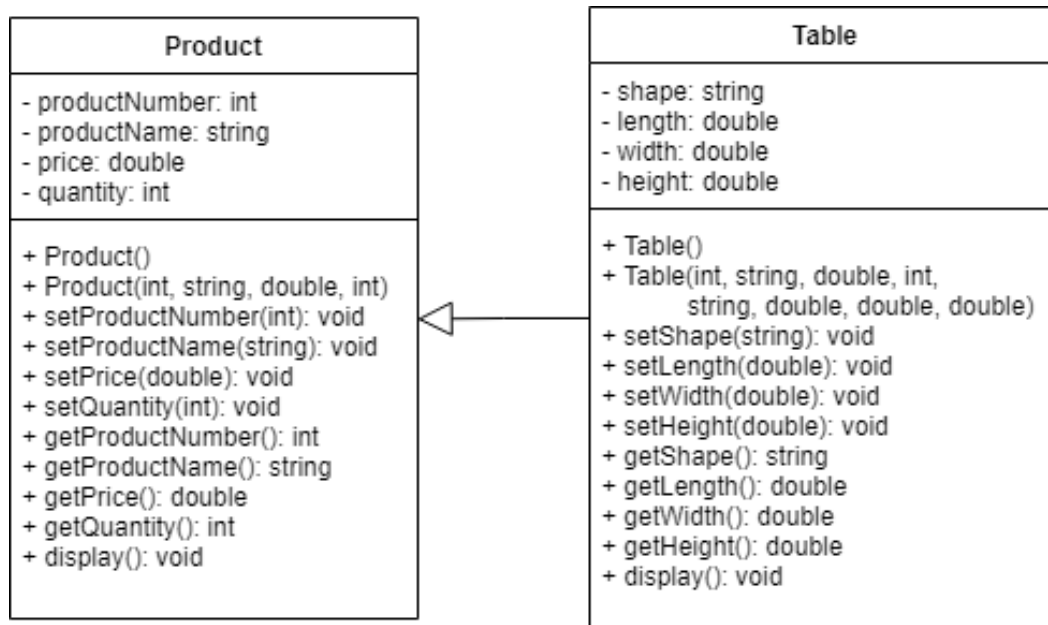 Product
- productNumber: int
- productName: string
- price: double
- quantity: int
+ Product()
+ Product(int, string, double, int)
+ setProductNumber(int): void
+ setProductName(string): void
+ setPrice(double): void
+ setQuantity(int): void
+ getProductNumber(): int
+ getProductName(): string
+ getPrice(): double
+ getQuantity(): int
+ display(): void
Table
- shape: string
- length: double
- width: double
- height: double
+ Table()
+ Table(int, string, double, int,
string, double, double, double)
+ setShape(string): void
+ setLength(double): void
+ setWidth(double): void
+ setHeight(double): void
+ getShape(): string
+ getLength(): double
+ getWidth(): double
+ getHeight(): double
+ display(): void